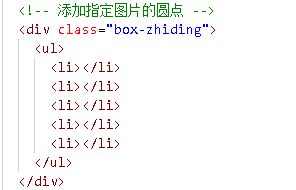 <!-- 添加指定图片的圆点 -->
<div class="box-zhiding">
<ul>
<li></li>
<li></li>
<li></li>
<li></li>
<li></li>
</ul>
</div>